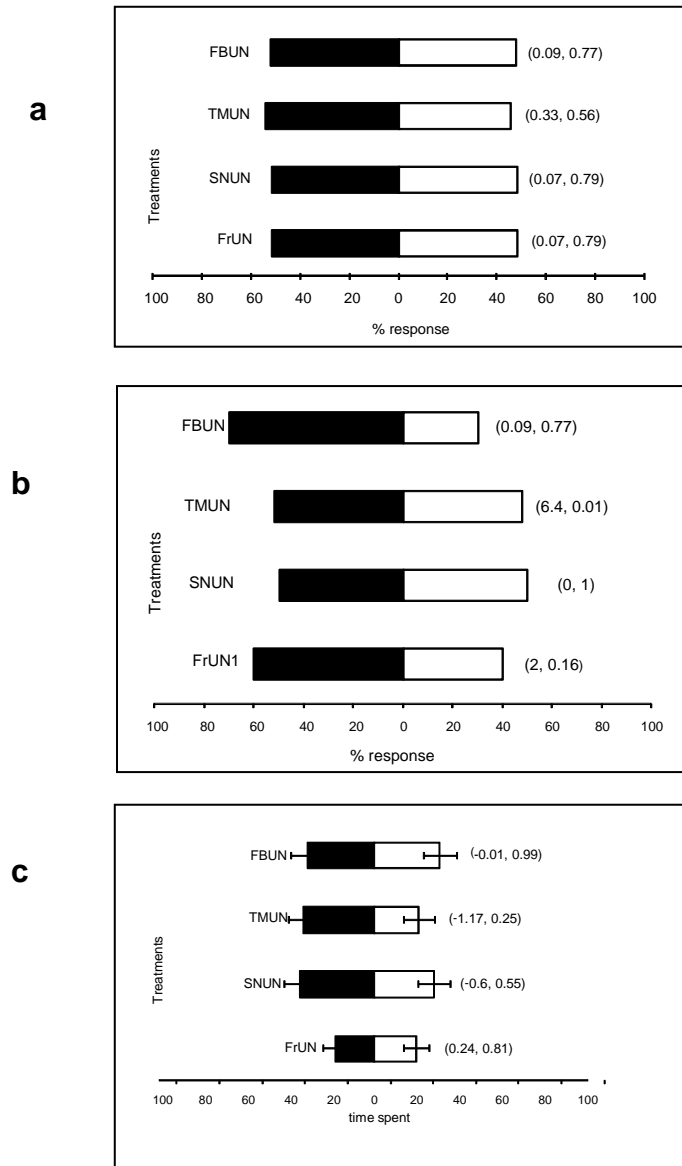 a
Treatments
FBUN (0.09, 0.77)
TMUN (0.33, 0.56)
SNUN (0.07, 0.79)
FrUN (0.07, 0.79)
100 80 60 40 20 0 20 40 60 80 100
% response
b
Treatments
FBUN (0.09, 0.77)
TMUN (6.4, 0.01)
SNUN (0, 1)
FrUN1 (2, 0.16)
100 80 60 40 20 0 20 40 60 80 100
% response
c
Treatments
FBUN (-0.01, 0.99)
TMUN (-1.17, 0.25)
SNUN (-0.6, 0.55)
FrUN (0.24, 0.81)
100 80 60 40 20 0 20 40 60 80 100
time spent